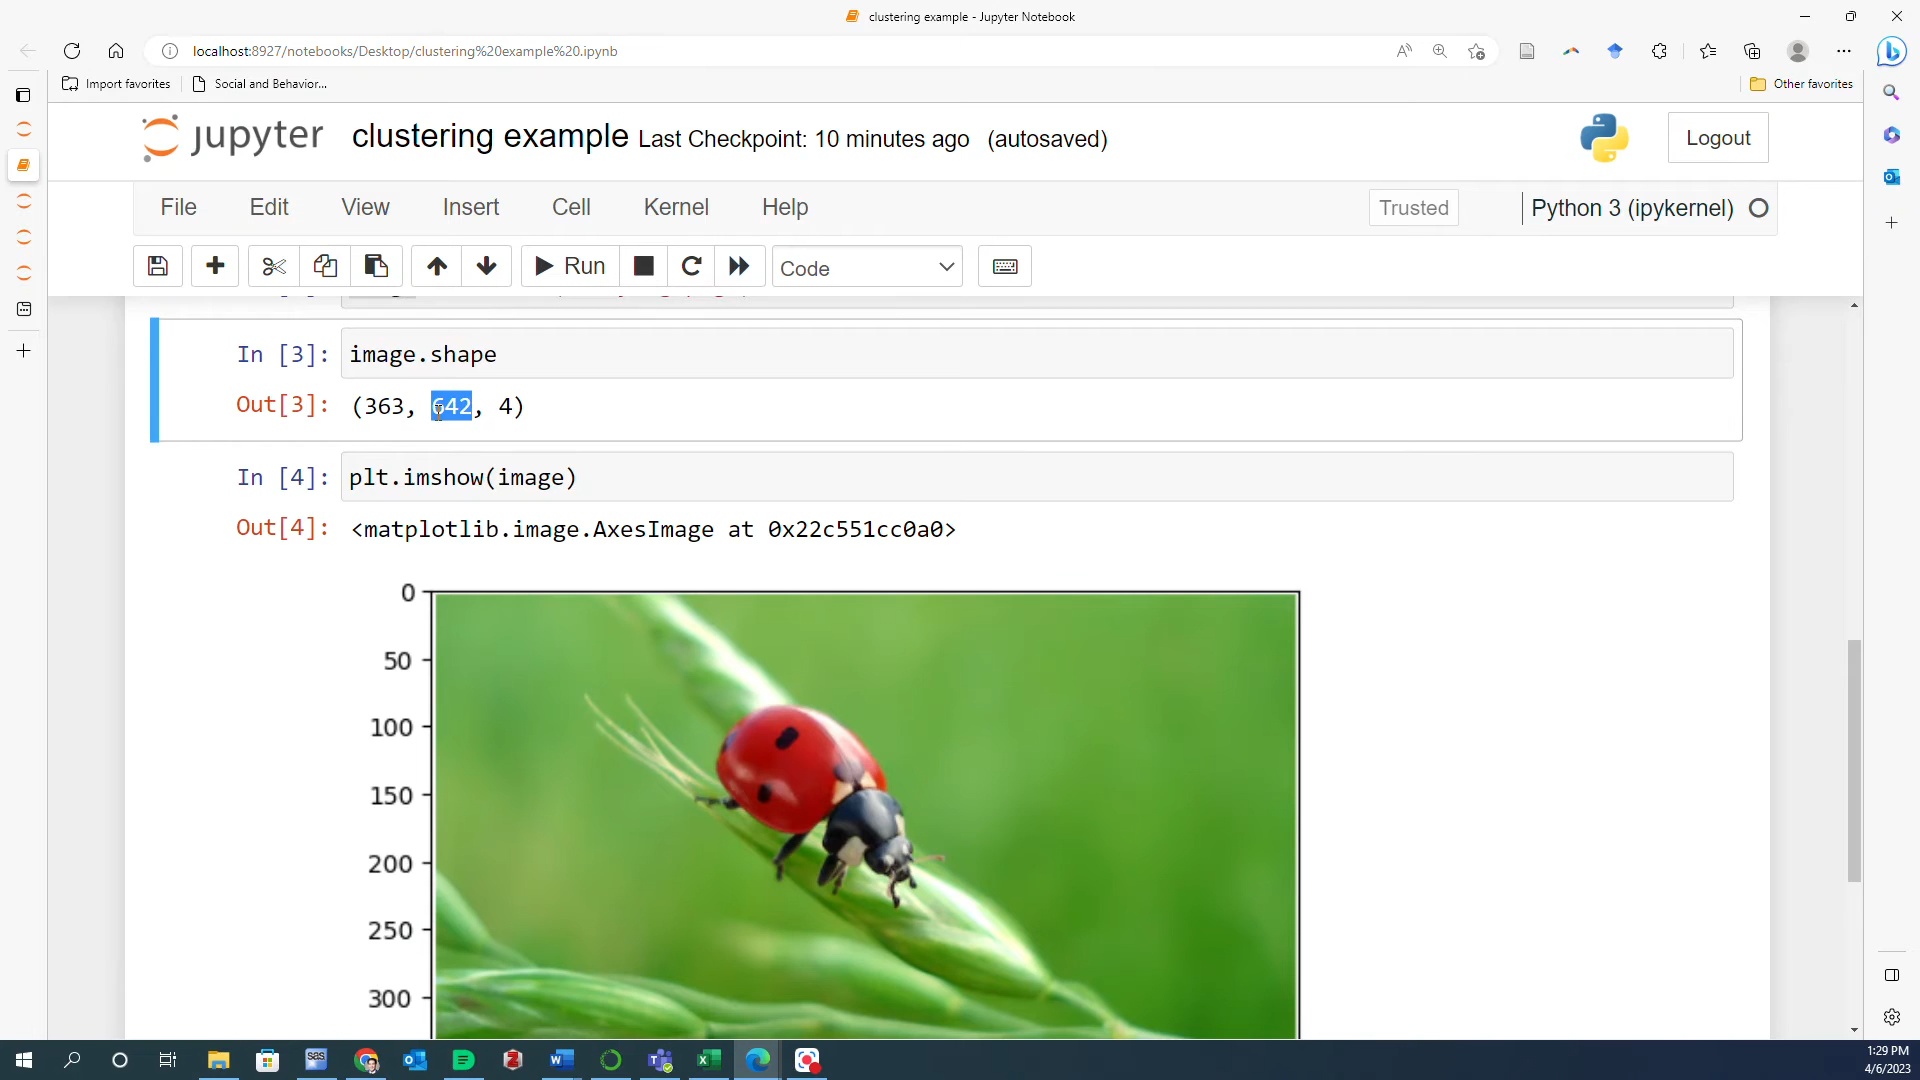 clustering example - Jupyter Notebook
localhost:8927/notebooks/Desktop/clustering%20example%20.ipynb
Import favorites
Social and Behavior...
Other favorites
jupyter clustering example Last Checkpoint: 10 minutes ago (autosaved)
Logout
File Edit View Insert Cell Kernel Help
Trusted
Python 3 (ipykernel)
Run
Code
In [3]: image.shape
Out[3]: (363, 642, 4)
In [4]: plt.imshow(image)
Out[4]: <matplotlib.image.AxesImage at 0x22c551cc0a0>
0
50
100
150
200
250
300
1:29 PM
4/6/2023